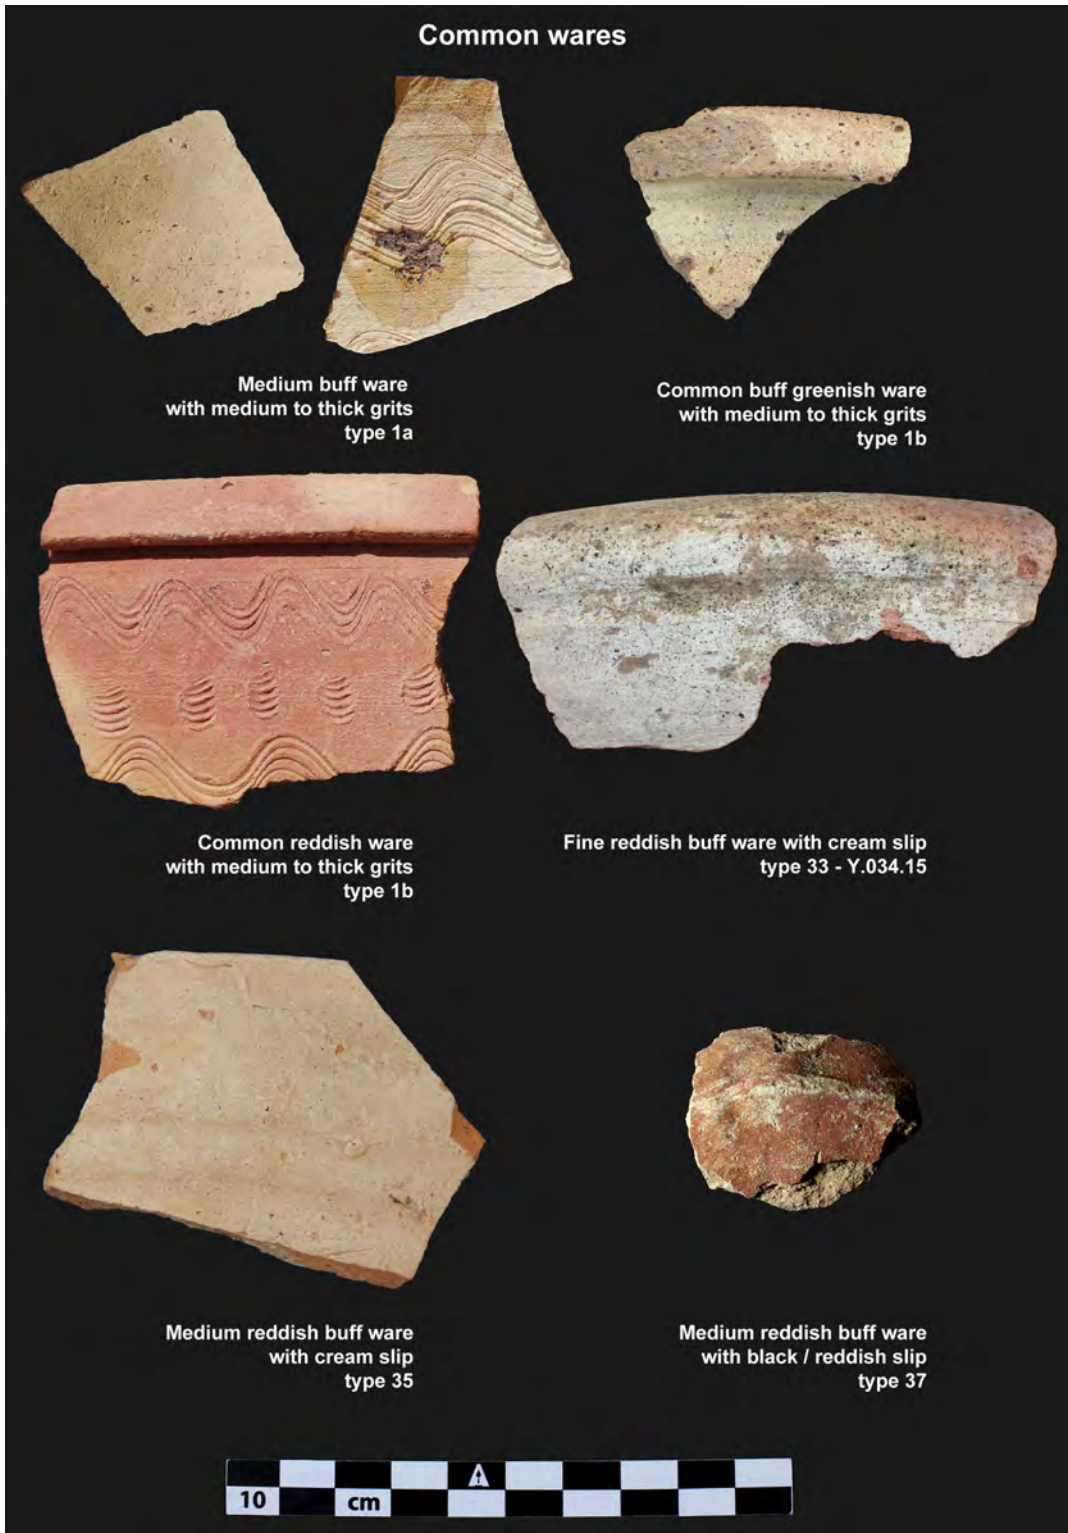 Common wares
Medium buff ware
with medium to thick grits
type 1a
Common buff greenish ware
with medium to thick grits
type 1b
Common reddish ware
with medium to thick grits
type 1b
Fine reddish buff ware with cream slip
type 33 - Y.034.15
Medium reddish buff ware
with cream slip
type 35
Medium reddish buff ware
with black / reddish slip
type 37
10 cm